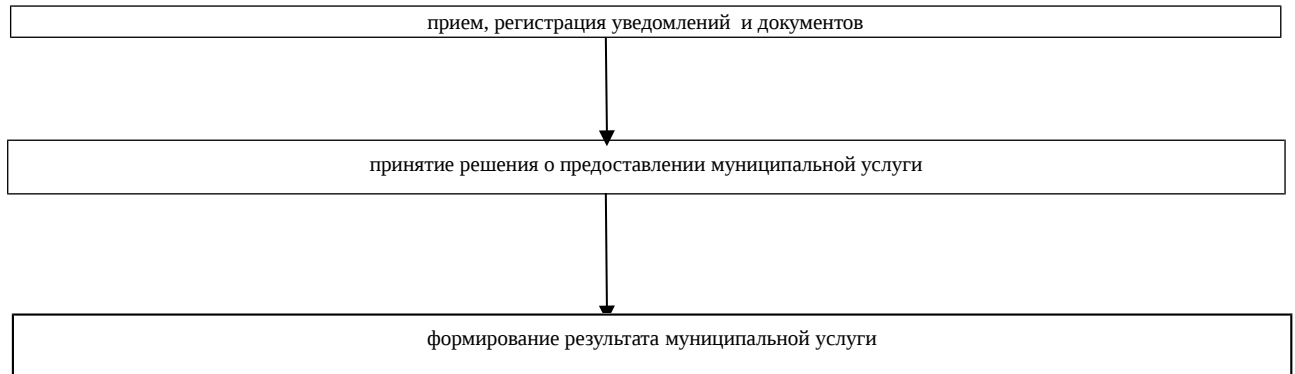 прием, регистрация уведомлений и документов
принятие решения о предоставлении муниципальной услуги
формирование результата муниципальной услуги